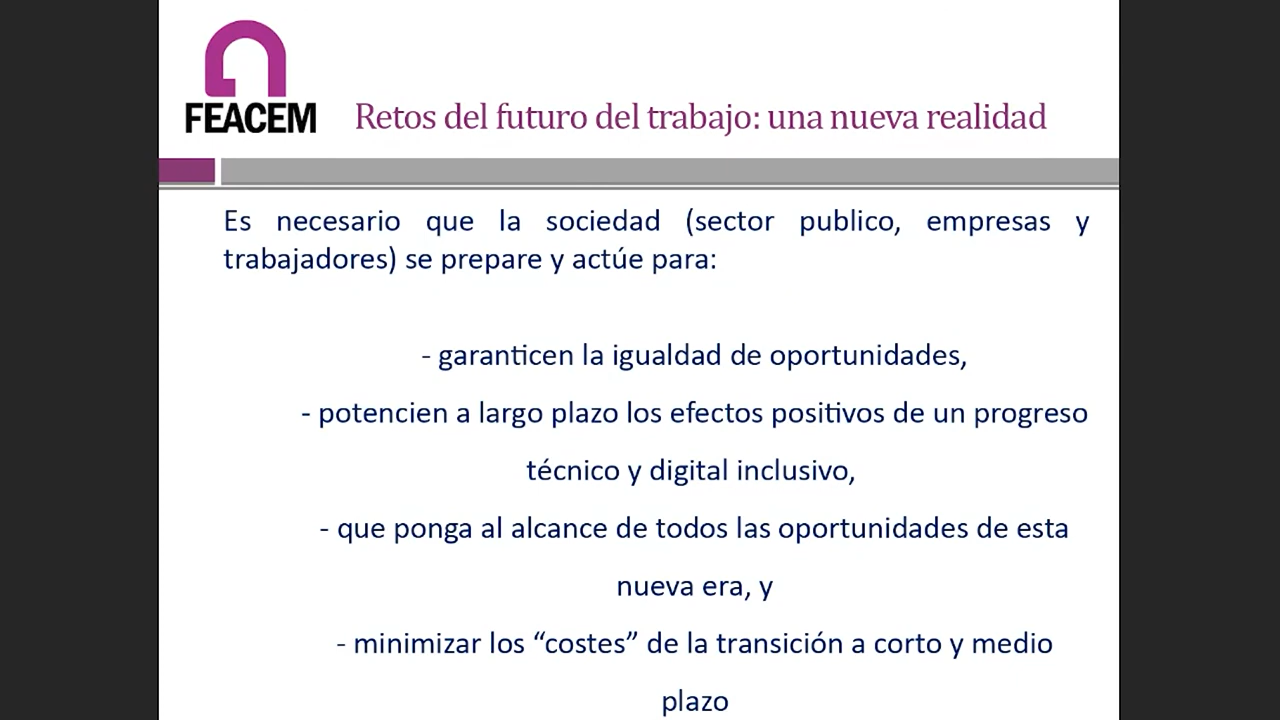 FEACEM
Retos del futuro del trabajo: una nueva realidad
Es necesario que la sociedad (sector publico, empresas y
trabajadores) se prepare y actúe para:
- garanticen la igualdad de oportunidades,
- potencien a largo plazo los efectos positivos de un progreso
técnico y digital inclusivo,
- que ponga al alcance de todos las oportunidades de esta
nueva era, y
- minimizar los “costes” de la transición a corto y medio
plazo